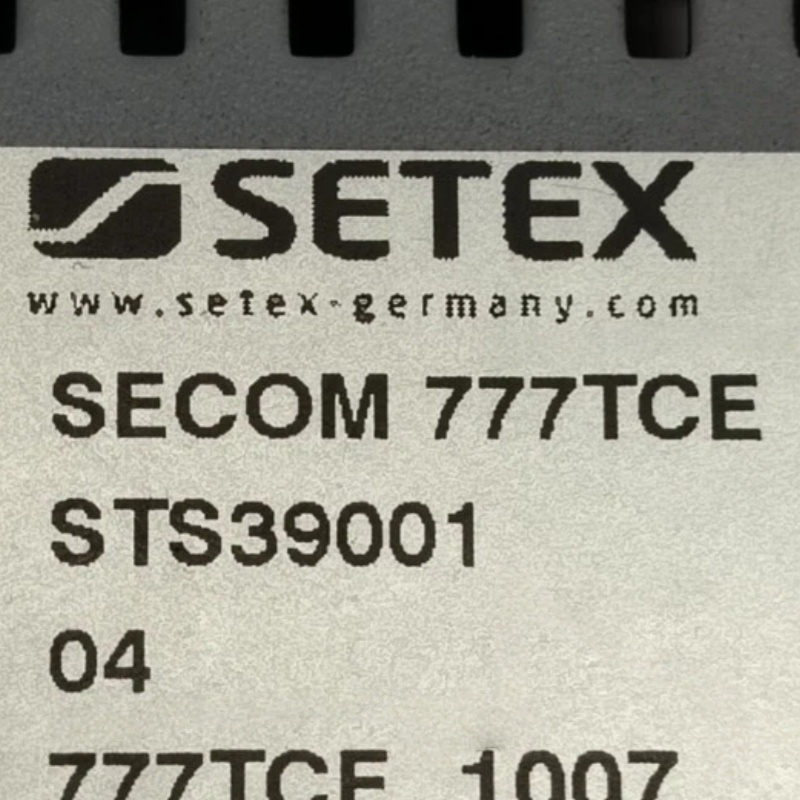 SETEX
www.setex-germany.com
SECOM 777TCE
STS39001
04
777TCE 1007